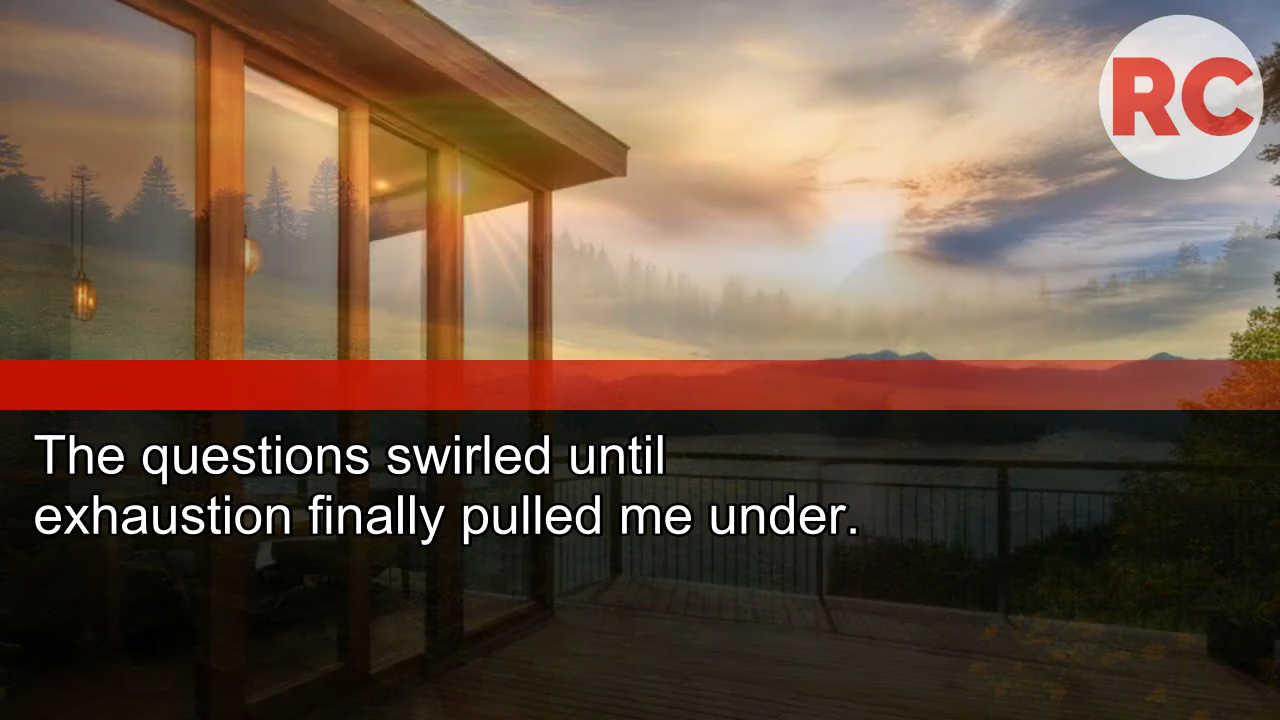 RC
The questions swirled until
exhaustion finally pulled me under.